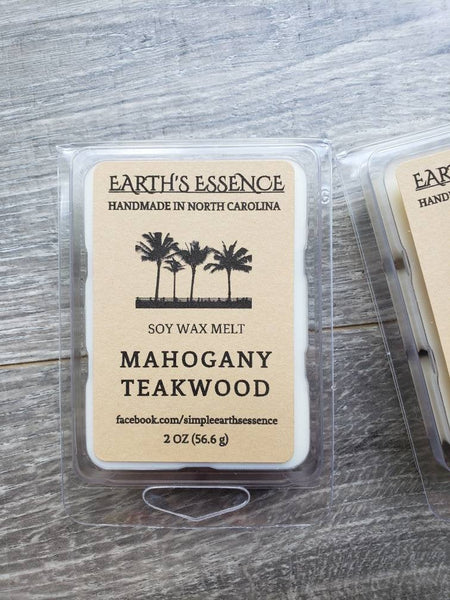 EARTH'S ESSENCE
HANDMADE IN NORTH CAROLINA
SOY WAX MELT
MAHOGANY
TEAKWOOD
facebook.com/simpleearthsessence
2 OZ (56.6 g)
EAR
HAND